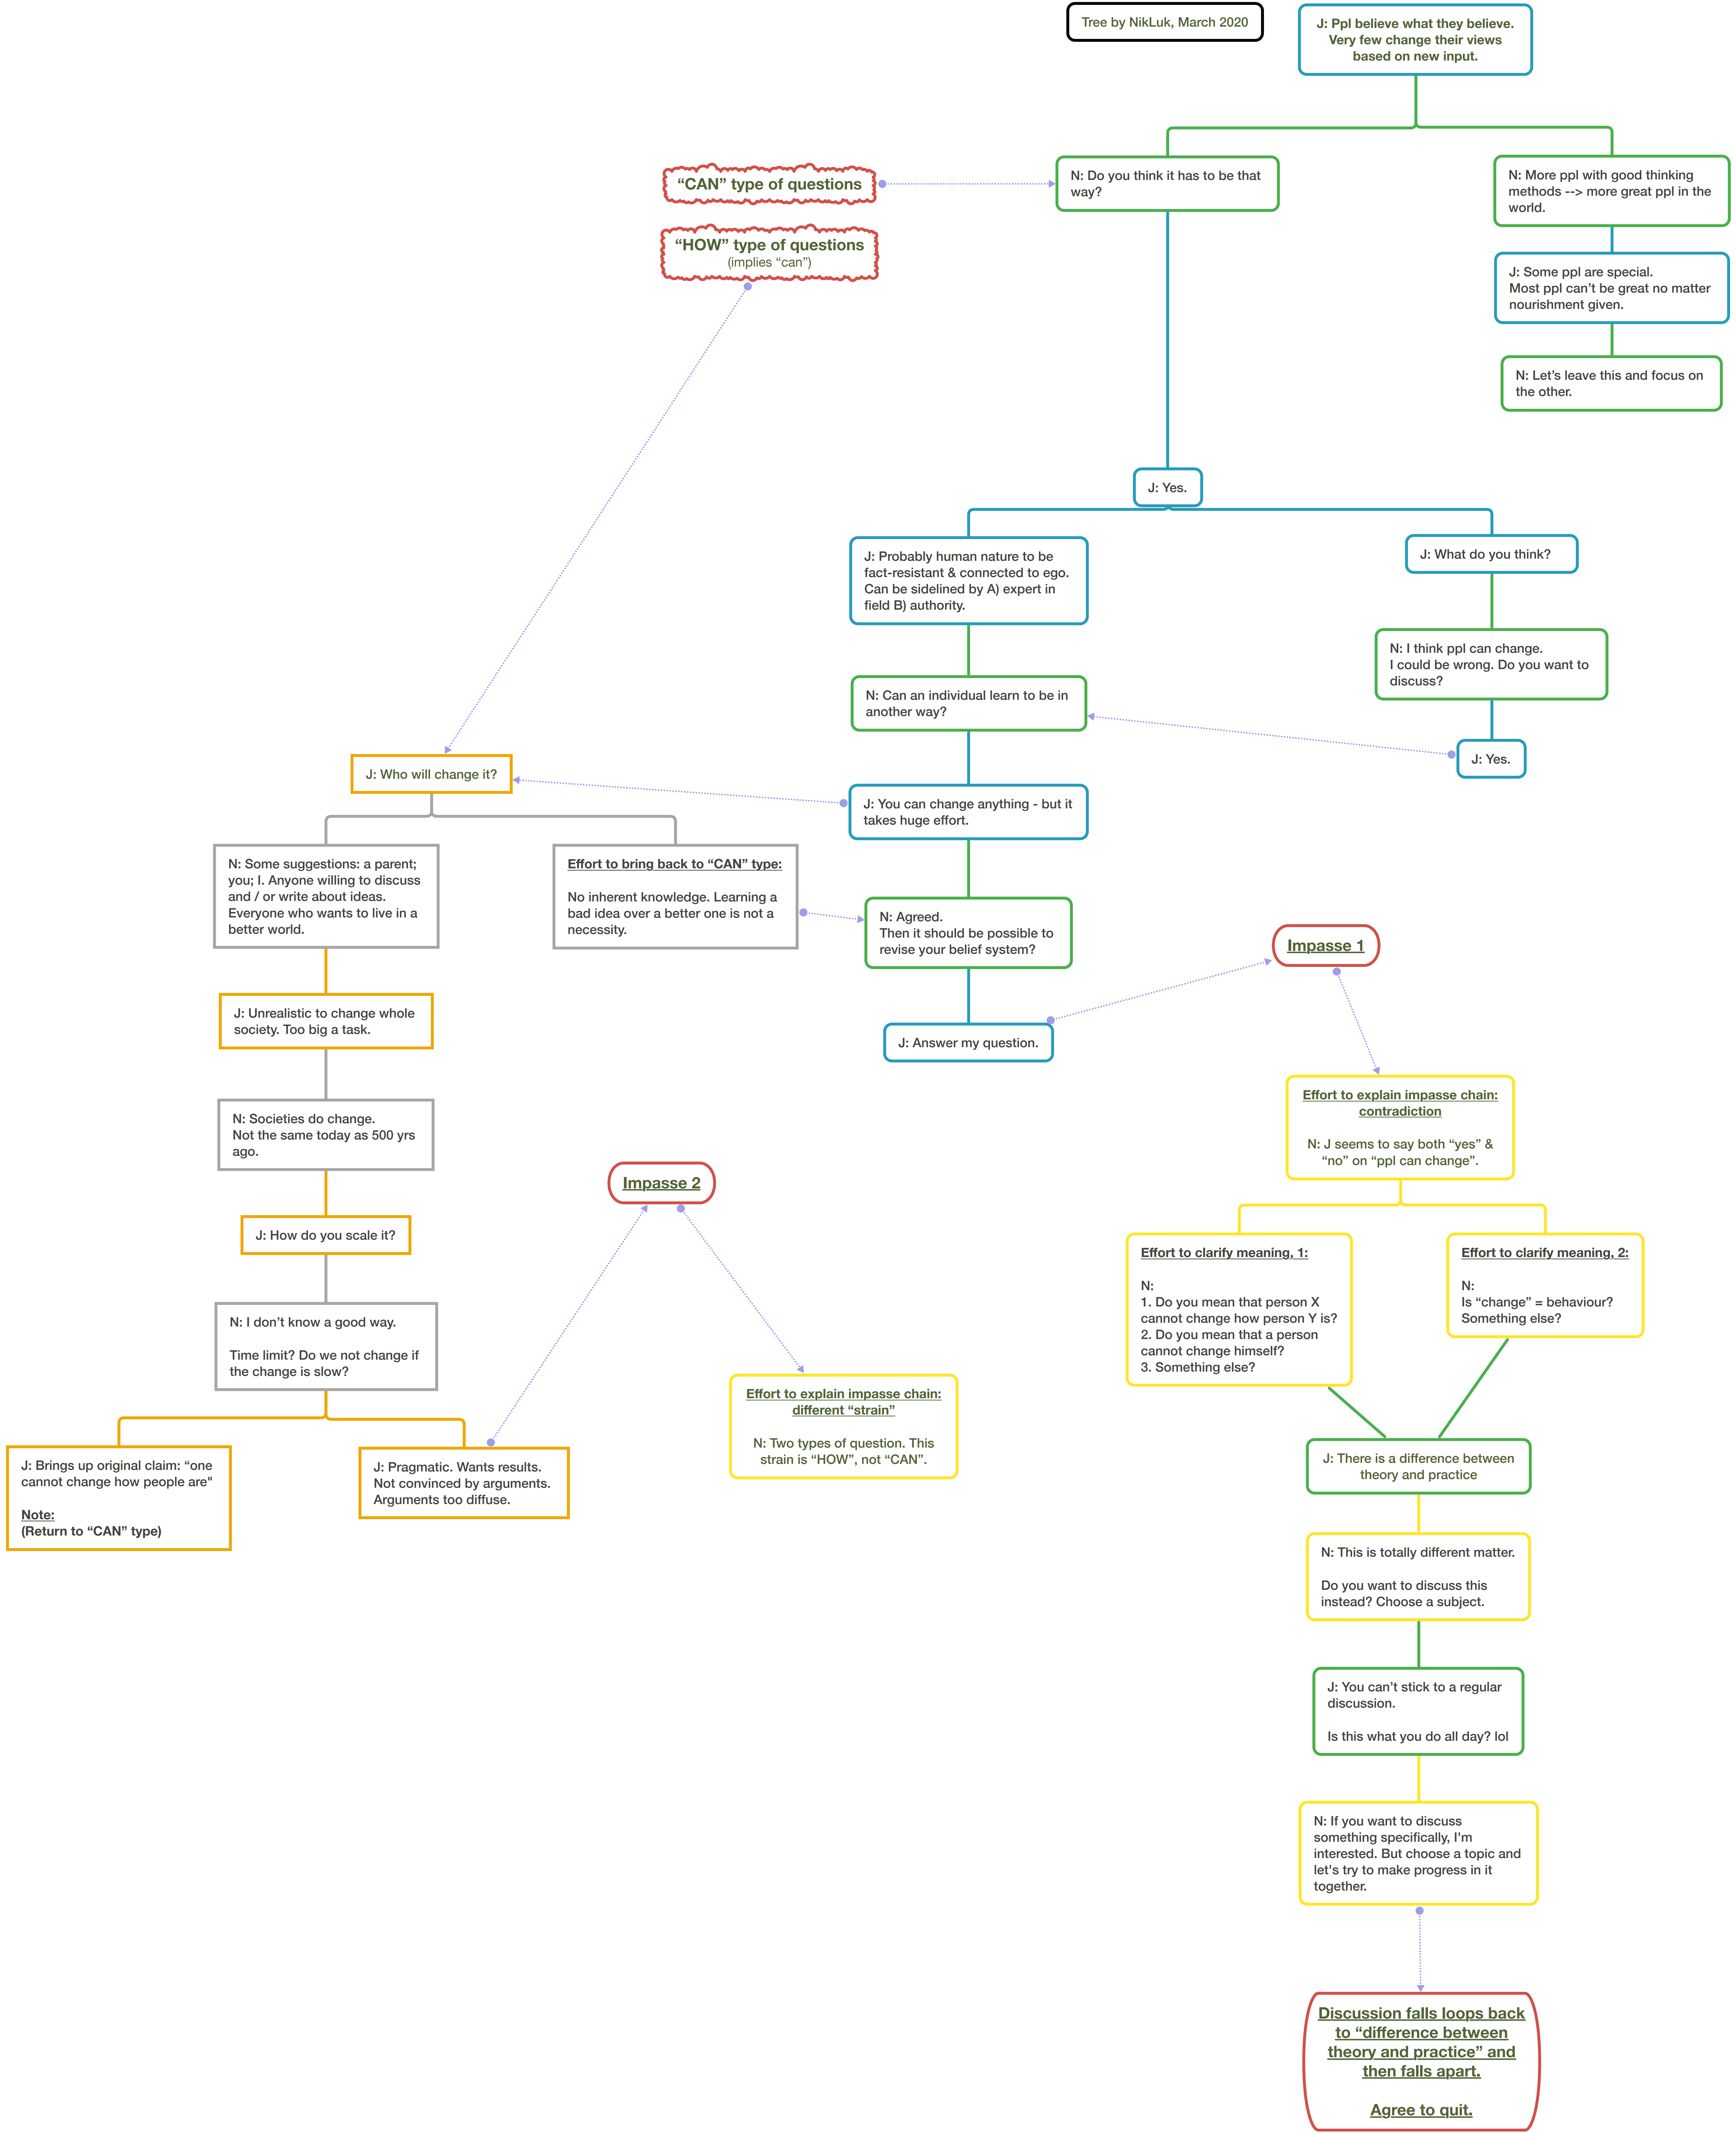 Tree by NikLuk, March 2020
J: Ppl believe what they believe.
Very few change their views
based on new input.
“CAN” type of questions
N: Do you think it has to be that
way?
N: More ppl with good thinking
methods --> more great ppl in the
world.
“HOW” type of questions
(implies “can”)
J: Some ppl are special.
Most ppl can’t be great no matter
nourishment given.
N: Let’s leave this and focus on
the other.
J: Yes.
J: Probably human nature to be
fact-resistant & connected to ego.
Can be sidelined by A) expert in
field B) authority.
J: What do you think?
N: I think ppl can change.
I could be wrong. Do you want to
discuss?
N: Can an individual learn to be in
another way?
J: Yes.
J: Who will change it?
J: You can change anything - but it
takes huge effort.
N: Some suggestions: a parent;
you; I. Anyone willing to discuss
and / or write about ideas.
Everyone who wants to live in a
better world.
Effort to bring back to “CAN” type:
No inherent knowledge. Learning a
bad idea over a better one is not a
necessity.
N: Agreed.
Then it should be possible to
revise your belief system?
Impasse 1
J: Unrealistic to change whole
society. Too big a task.
J: Answer my question.
Effort to explain impasse chain:
contradiction
N: J seems to say both “yes” &
“no” on “ppl can change”.
N: Societies do change.
Not the same today as 500 yrs
ago.
Impasse 2
J: How do you scale it?
Effort to clarify meaning, 1:
N:
1. Do you mean that person X
cannot change how person Y is?
2. Do you mean that a person
cannot change himself?
3. Something else?
Effort to clarify meaning, 2:
N:
Is “change” = behaviour?
Something else?
N: I don’t know a good way.
Time limit? Do we not change if
the change is slow?
Effort to explain impasse chain:
different “strain”
N: Two types of question. This
strain is “HOW”, not “CAN”.
J: Brings up original claim: “one
cannot change how people are"
Note:
(Return to “CAN” type)
J: Pragmatic. Wants results.
Not convinced by arguments.
Arguments too diffuse.
J: There is a difference between
theory and practice
N: This is totally different matter.
Do you want to discuss this
instead? Choose a subject.
J: You can’t stick to a regular
discussion.
Is this what you do all day? lol
N: If you want to discuss
something specifically, I'm
interested. But choose a topic and
let's try to make progress in it
together.
Discussion falls loops back
to “difference between
theory and practice” and
then falls apart.
Agree to quit.